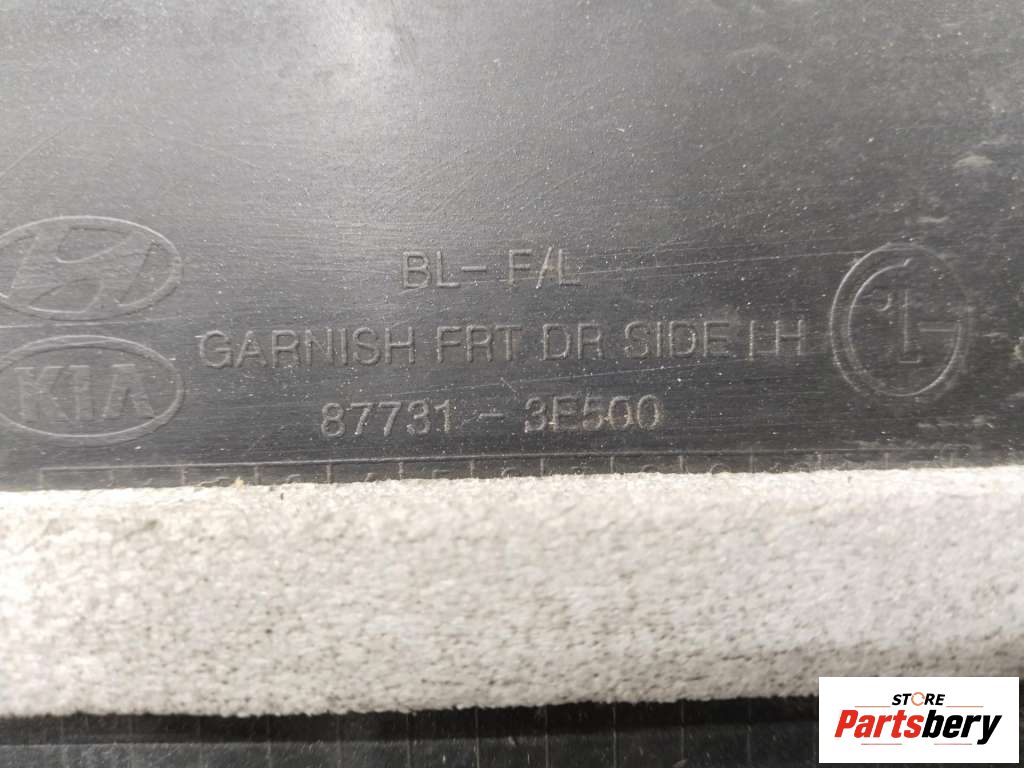 BL-F/L
GARNISH FRT DR SIDE LH
KIA
87731-3E500
STORE
Partsbery